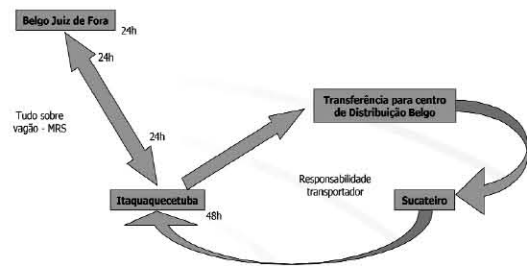 Belgo Juiz de Fora
24h
24h
Tudo sobre
vagão - MRS
24h
Transferência para centro
de Distribuição Belgo
Responsabilidade
transportador
Itaquaquecetuba
48h
Sucateiro